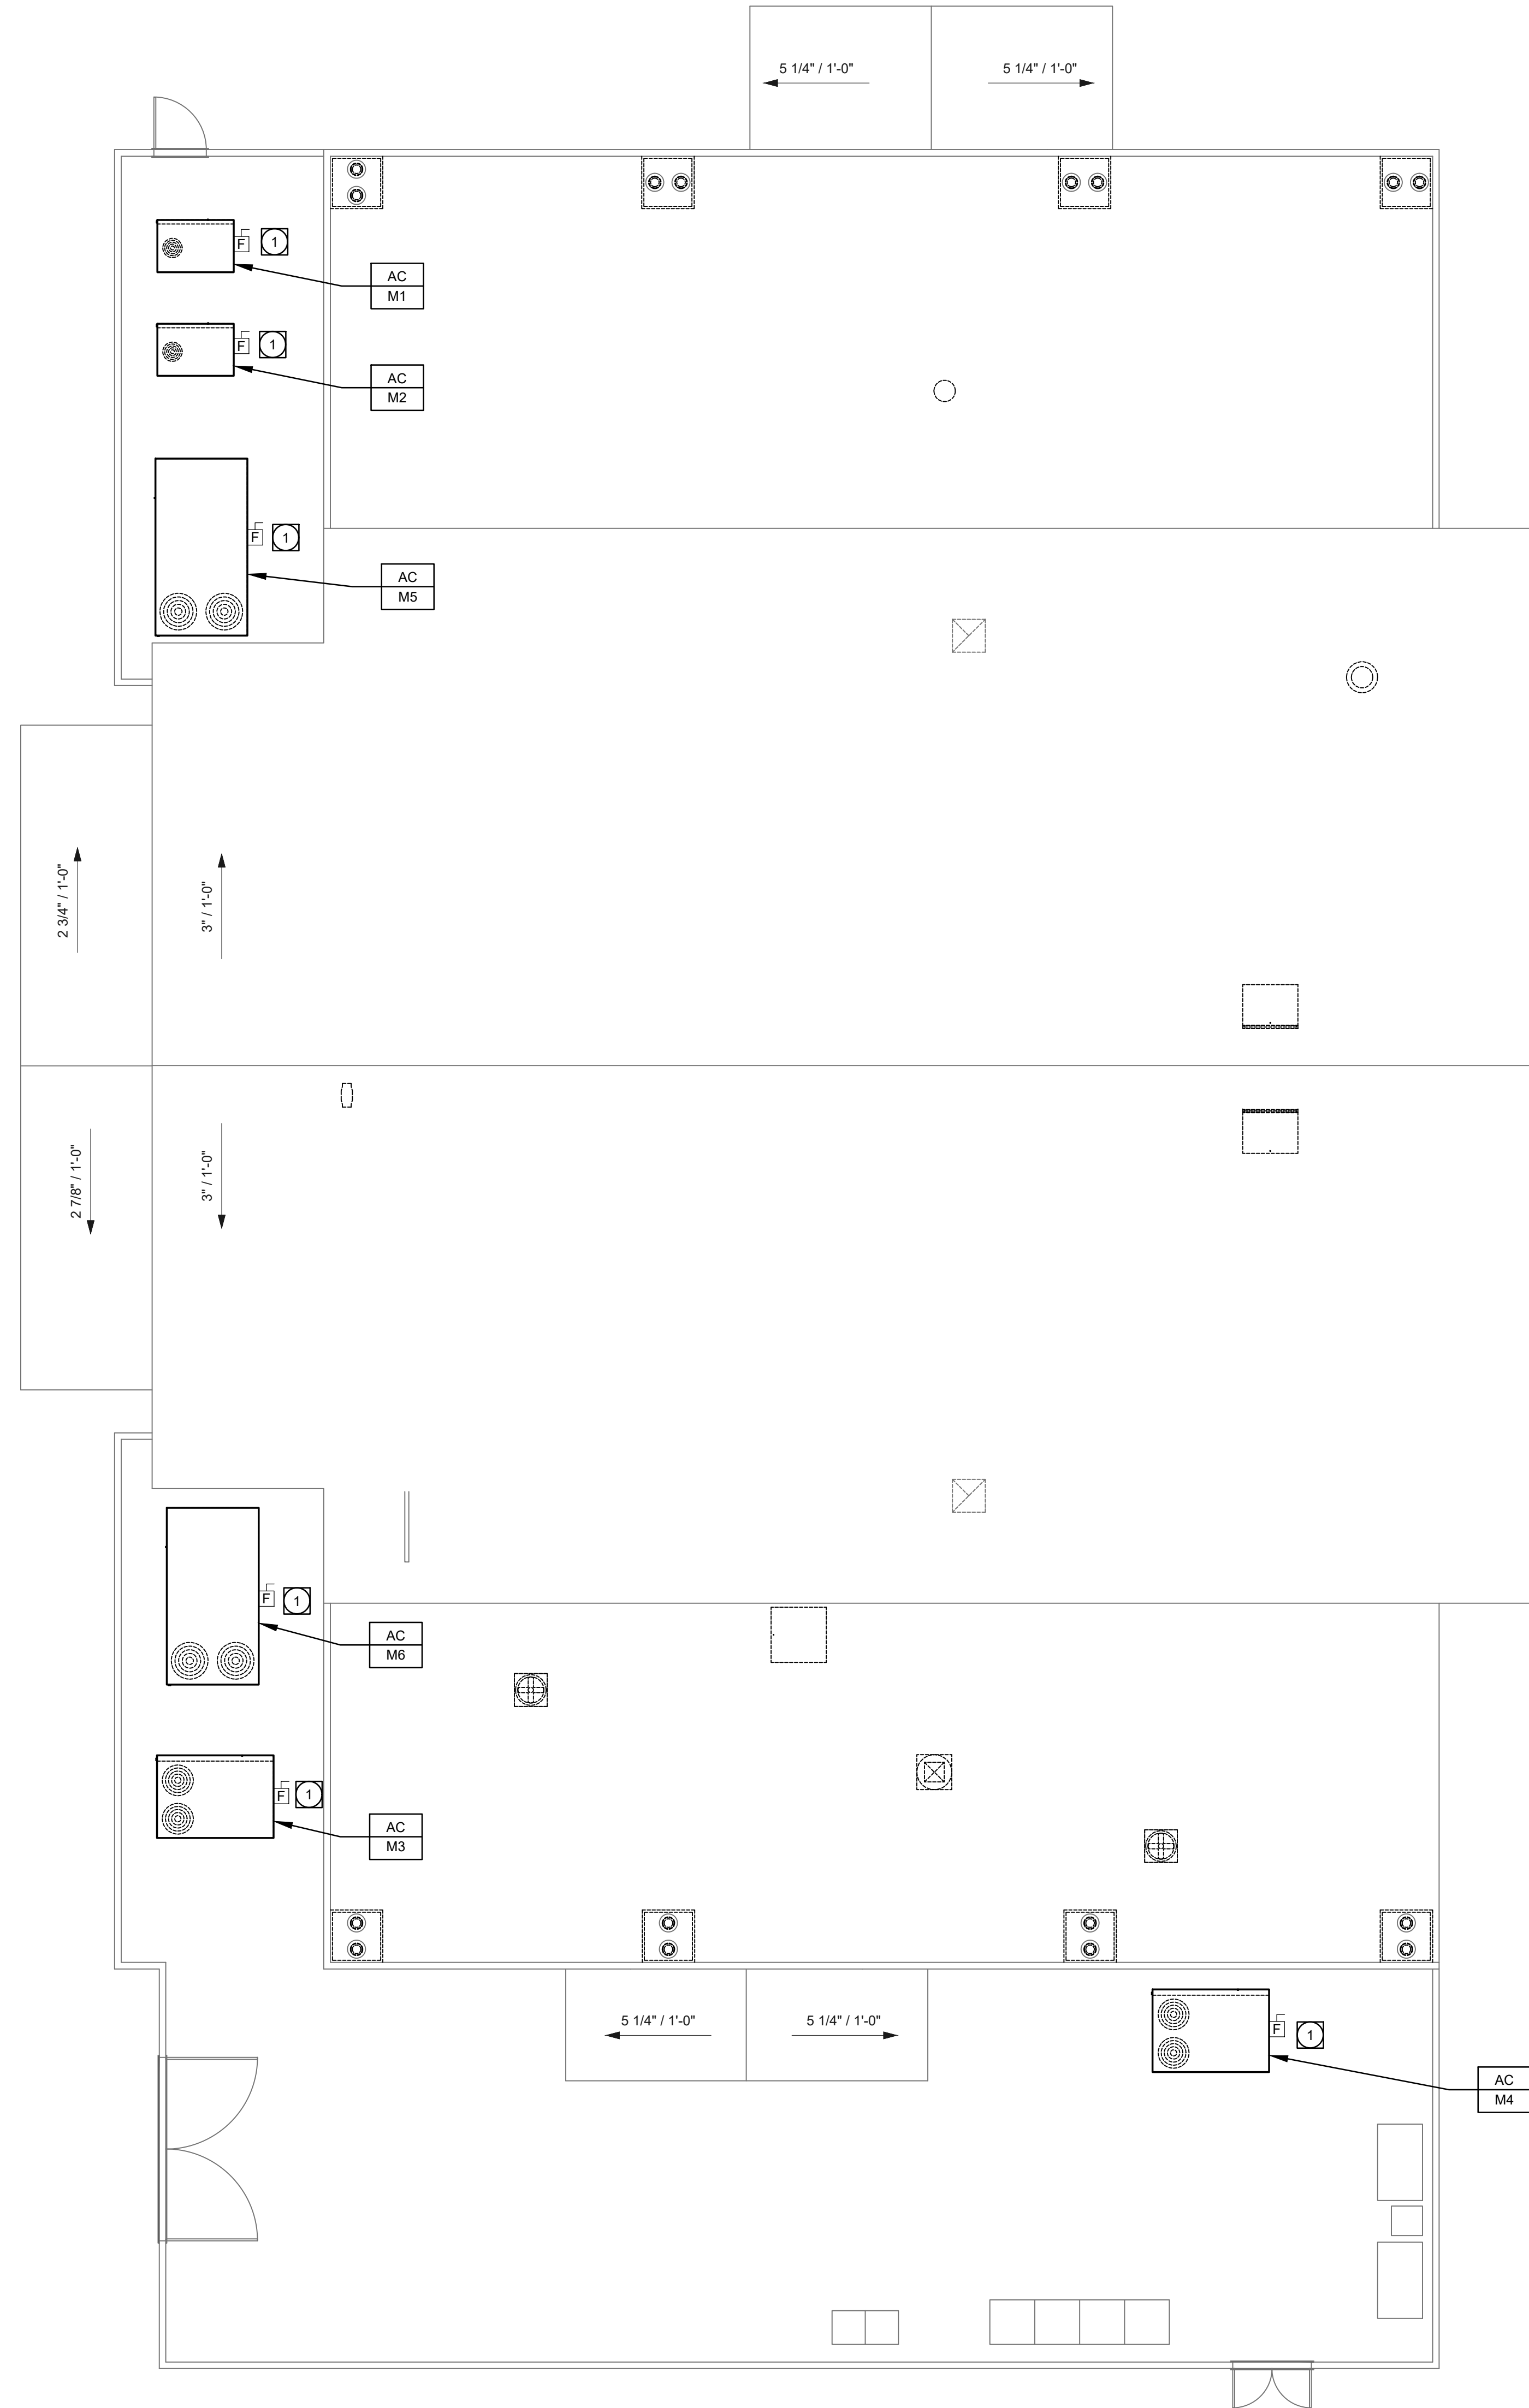 5 1/4" / 1'-0"
5 1/4" / 1'-0"
F
1
AC
M1
F
1
AC
M2
F
1
AC
M5
2 3/4" / 1'-0"
3" / 1'-0"
2 7/8" / 1'-0"
3" / 1'-0"
F
1
AC
M6
F
1
AC
M3
5 1/4" / 1'-0"
5 1/4" / 1'-0"
F
1
AC
M4